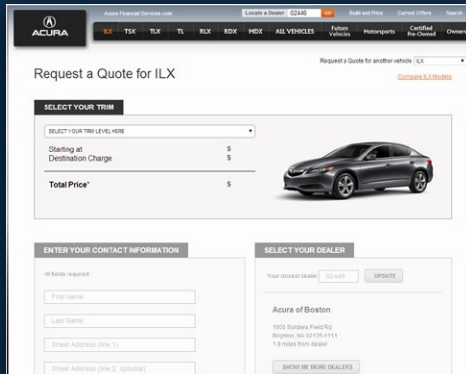 ACURA
Acura Financial Services.com
Locate a Dealer 02446 GO
Build and Price
Current Offers
Search
ILX TSX TLX TL RLX RDX MDX ALL VEHICLES Future Vehicles Motorsports Certified Pre-Owned Owners
Request a Quote for another vehicle ILX
Request a Quote for ILX
Compare ILX Models
SELECT YOUR TRIM
SELECT YOUR TRIM LEVEL HERE
Starting at $
Destination Charge $
Total Price* $
ENTER YOUR CONTACT INFORMATION
All fields required
First name
Last Name
Street Address (line 1)
Street Address (line 2, optional)
SELECT YOUR DEALER
Your closest dealer 02446 UPDATE
Acura of Boston
1600 Soldiers Field Rd
Brighton, MA 02135-1111
1.8 miles from dealer
SHOW ME MORE DEALERS